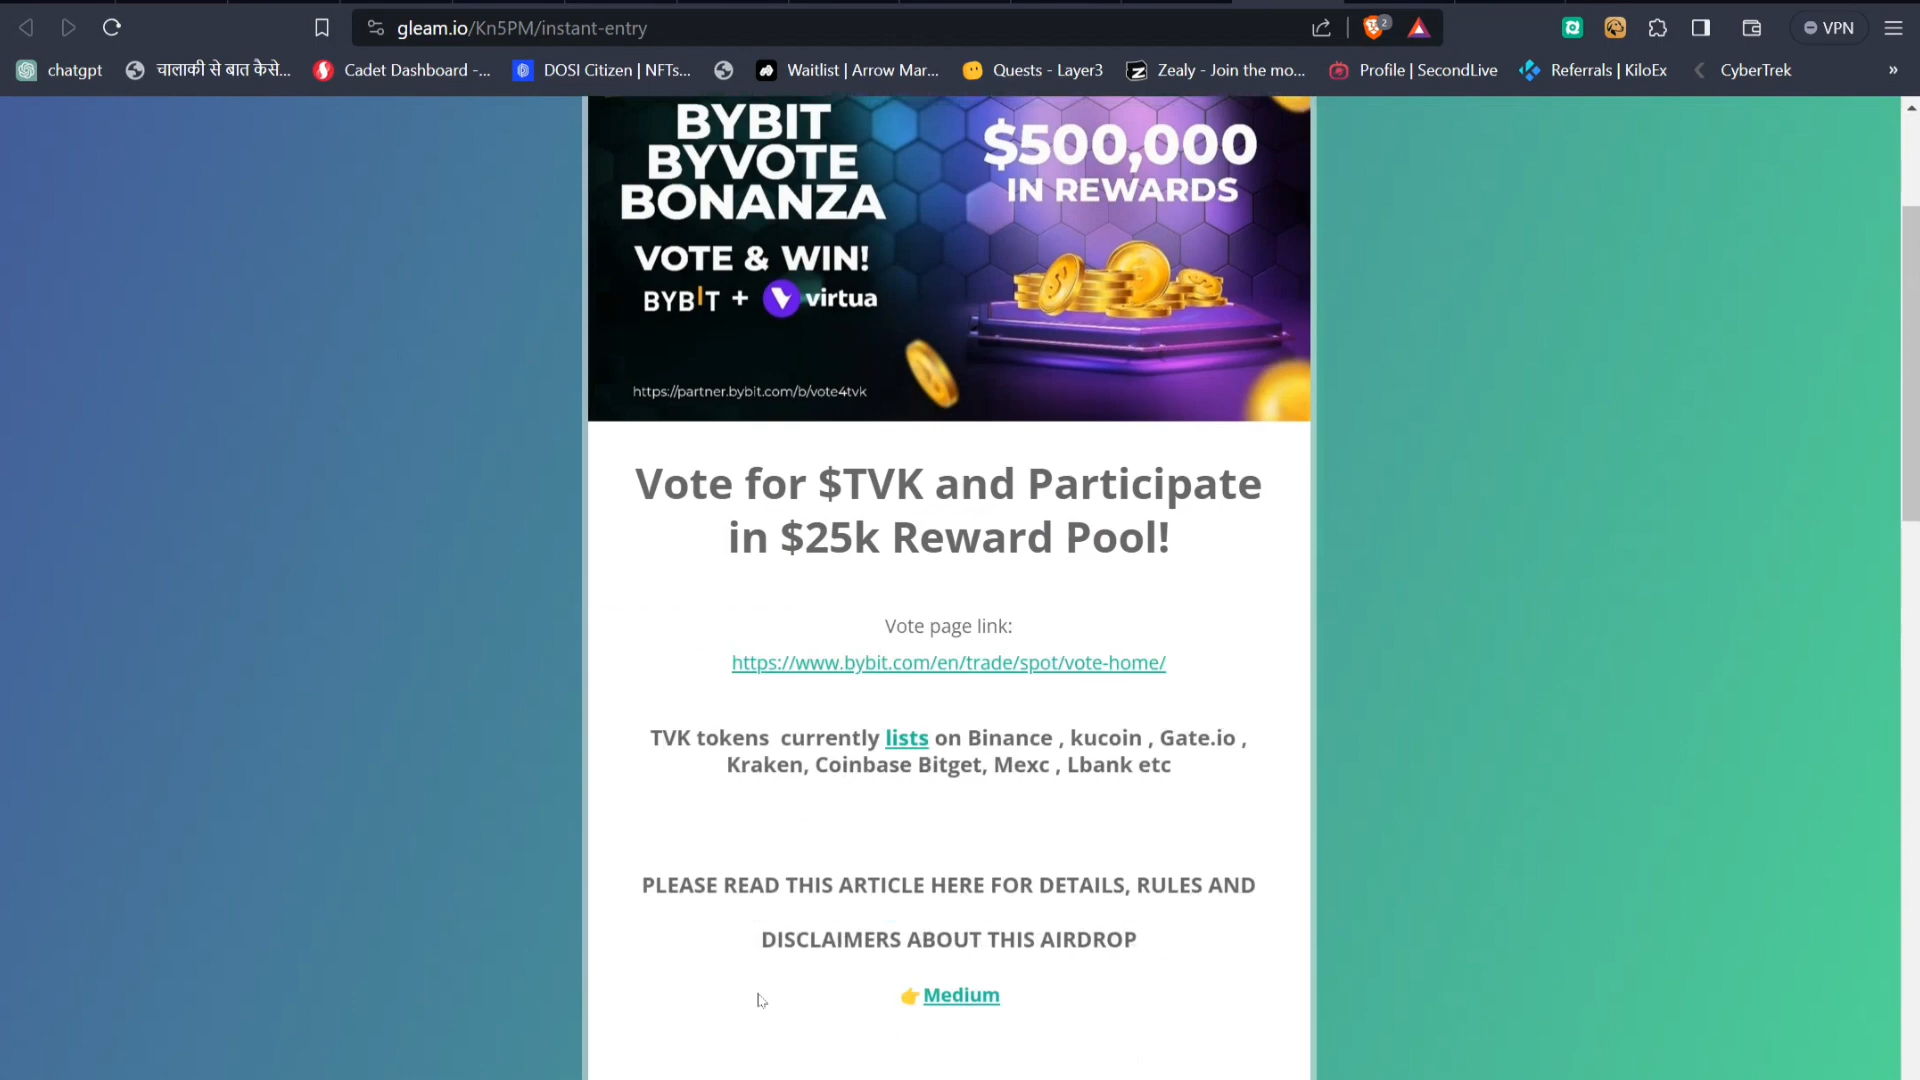 gleam.io/Kn5PM/instant-entry
2
VPN
chatgpt
चालाकी से बात कैसे...
Cadet Dashboard -...
DOSI Citizen | NFTs...
Waitlist | Arrow Mar...
Quests - Layer3
Zealy - Join the mo...
Profile | SecondLive
Referrals | KiloEx
CyberTrek
»
BYBIT
BYVOTE
BONANZA
VOTE & WIN!
BYBIT + virtua
https://partner.bybit.com/b/vote4tvk
$500,000
IN REWARDS
Vote for $TVK and Participate
in $25k Reward Pool!
Vote page link:
https://www.bybit.com/en/trade/spot/vote-home/
TVK tokens currently lists on Binance , kucoin , Gate.io ,
Kraken, Coinbase Bitget, Mexc , Lbank etc
PLEASE READ THIS ARTICLE HERE FOR DETAILS, RULES AND
DISCLAIMERS ABOUT THIS AIRDROP
👉Medium